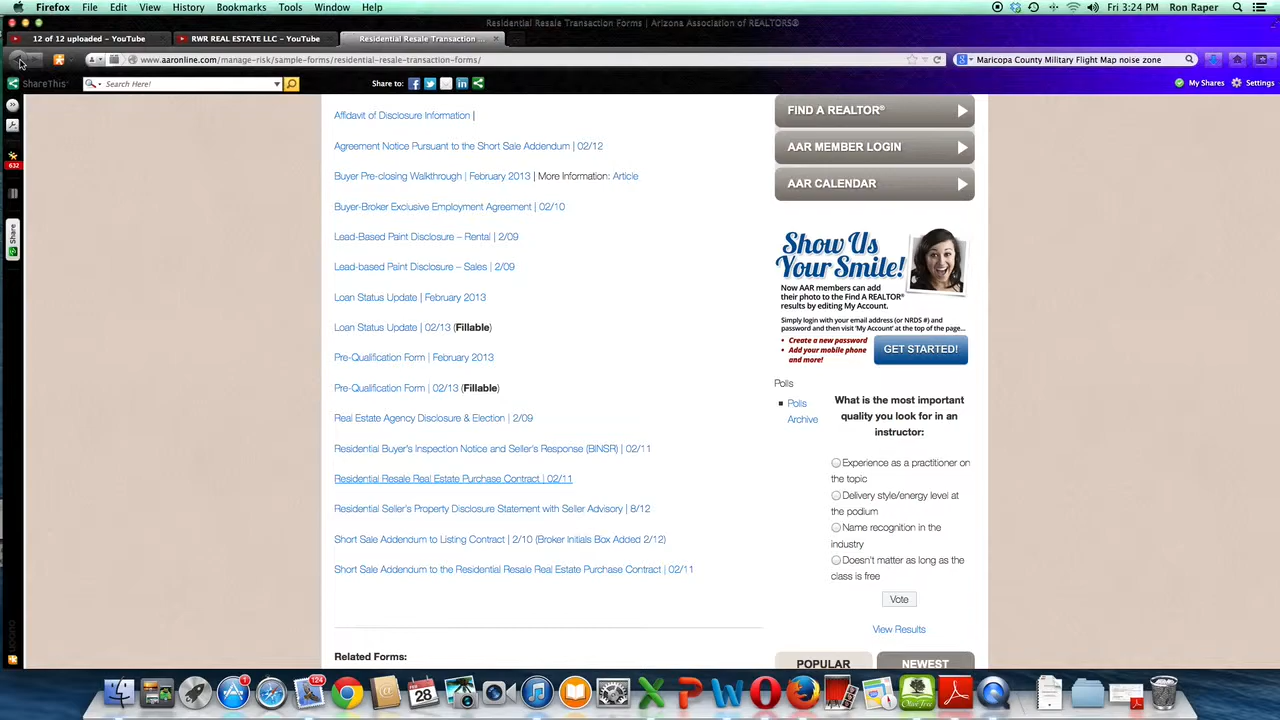 Firefox File Edit View History Bookmarks Tools Window Help Fri 3:24 PM Ron Raper
Residential Resale Transaction Forms | Arizona Association of REALTORS®
12 of 12 uploaded - YouTube RWR REAL ESTATE LLC - YouTube Residential Resale Transaction ...
www.aaronline.com/manage-risk/sample-forms/residential-resale-transaction-forms/ Maricopa County Military Flight Map noise zone
ShareThis Search Here! Share to: My Shares Settings
632
Share
Affidavit of Disclosure Information |
Agreement Notice Pursuant to the Short Sale Addendum | 02/12
Buyer Pre-closing Walkthrough | February 2013 | More Information: Article
Buyer-Broker Exclusive Employment Agreement | 02/10
Lead-Based Paint Disclosure – Rental | 2/09
Lead-based Paint Disclosure – Sales | 2/09
Loan Status Update | February 2013
Loan Status Update | 02/13 (Fillable)
Pre-Qualification Form | February 2013
Pre-Qualification Form | 02/13 (Fillable)
Real Estate Agency Disclosure & Election | 2/09
Residential Buyer's Inspection Notice and Seller's Response (BINSR) | 02/11
Residential Resale Real Estate Purchase Contract | 02/11
Residential Seller's Property Disclosure Statement with Seller Advisory | 8/12
Short Sale Addendum to Listing Contract | 2/10 (Broker Initials Box Added 2/12)
Short Sale Addendum to the Residential Resale Real Estate Purchase Contract | 02/11
Related Forms:
FIND A REALTOR®
AAR MEMBER LOGIN
AAR CALENDAR
Show Us
Your Smile!
Now AAR members can add
their photo to the Find A REALTOR®
results by editing My Account.
Simply login with your email address (or NRDS #) and
password and then visit 'My Account' at the top of the page...
• Create a new password
• Add your mobile phone
and more!
GET STARTED!
Polls
Polls
Archive
What is the most important
quality you look for in an
instructor:
Experience as a practitioner on
the topic
Delivery style/energy level at
the podium
Name recognition in the
industry
Doesn't matter as long as the
class is free
Vote
View Results
POPULAR NEWEST
1 124 FEB 28